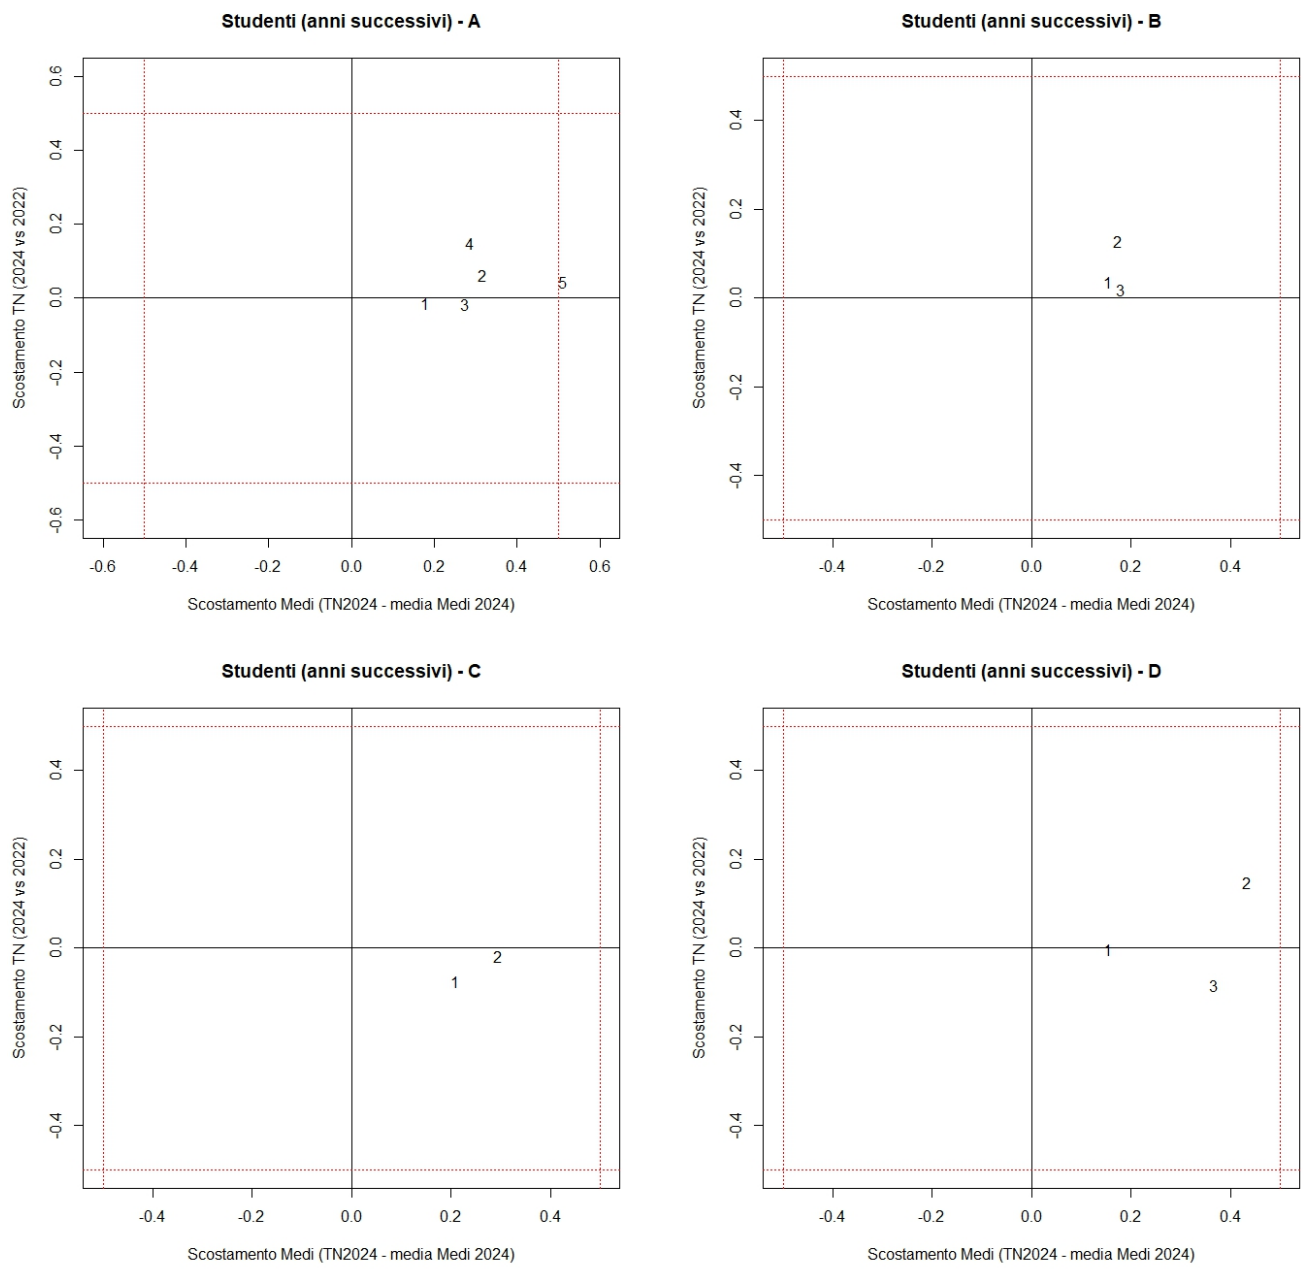 Studenti (anni successivi) - A
Scostamento TN (2024 vs 2022)
0.6
0.4
0.2
0.0
-0.2
-0.4
-0.6
4
2
5
1
3
-0.6 -0.4 -0.2 0.0 0.2 0.4 0.6
Scostamento Medi (TN2024 - media Medi 2024)
Studenti (anni successivi) - B
Scostamento TN (2024 vs 2022)
0.4
0.2
0.0
-0.2
-0.4
2
1
3
-0.4 -0.2 0.0 0.2 0.4
Scostamento Medi (TN2024 - media Medi 2024)
Studenti (anni successivi) - C
Scostamento TN (2024 vs 2022)
0.4
0.2
0.0
-0.2
-0.4
2
1
-0.4 -0.2 0.0 0.2 0.4
Scostamento Medi (TN2024 - media Medi 2024)
Studenti (anni successivi) - D
Scostamento TN (2024 vs 2022)
0.4
0.2
0.0
-0.2
-0.4
2
1
3
-0.4 -0.2 0.0 0.2 0.4
Scostamento Medi (TN2024 - media Medi 2024)